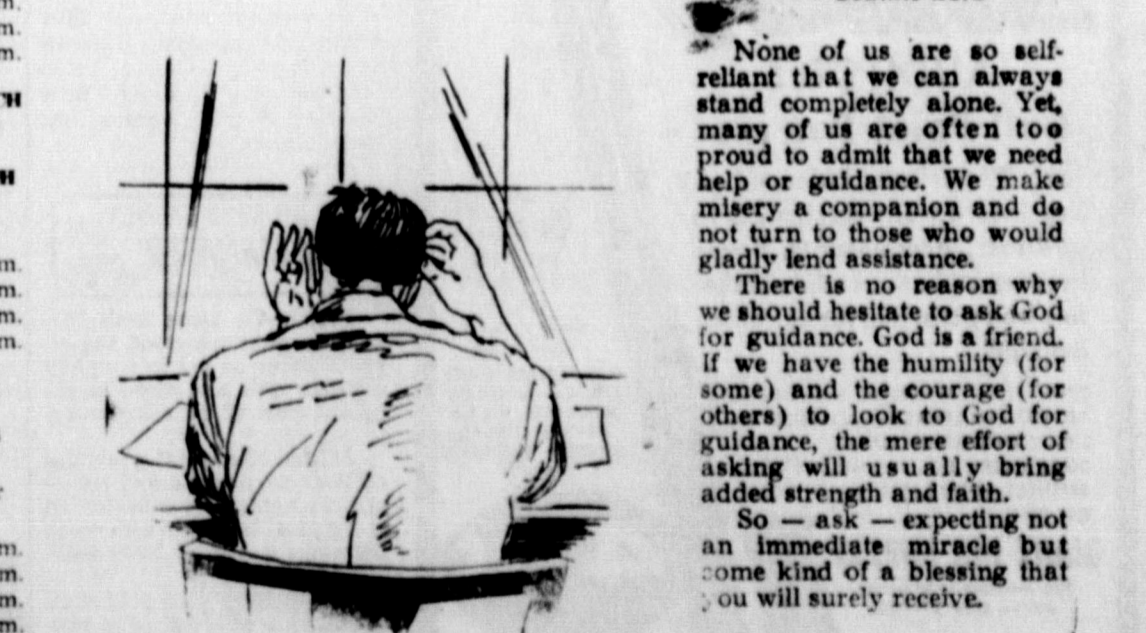 m.
m.
m.
TH
H
m.
m.
m.
m.
m.
m.
m.
m.
None of us are so self-
reliant that we can always
stand completely alone. Yet,
many of us are often too
proud to admit that we need
help or guidance. We make
misery a companion and do
not turn to those who would
gladly lend assistance.
There is no reason why
we should hesitate to ask God
for guidance. God is a friend.
If we have the humility (for
some) and the courage (for
others) to look to God for
guidance, the mere effort of
asking will usually bring
added strength and faith.
So — ask — expecting not
an immediate miracle but
some kind of a blessing that
you will surely receive.